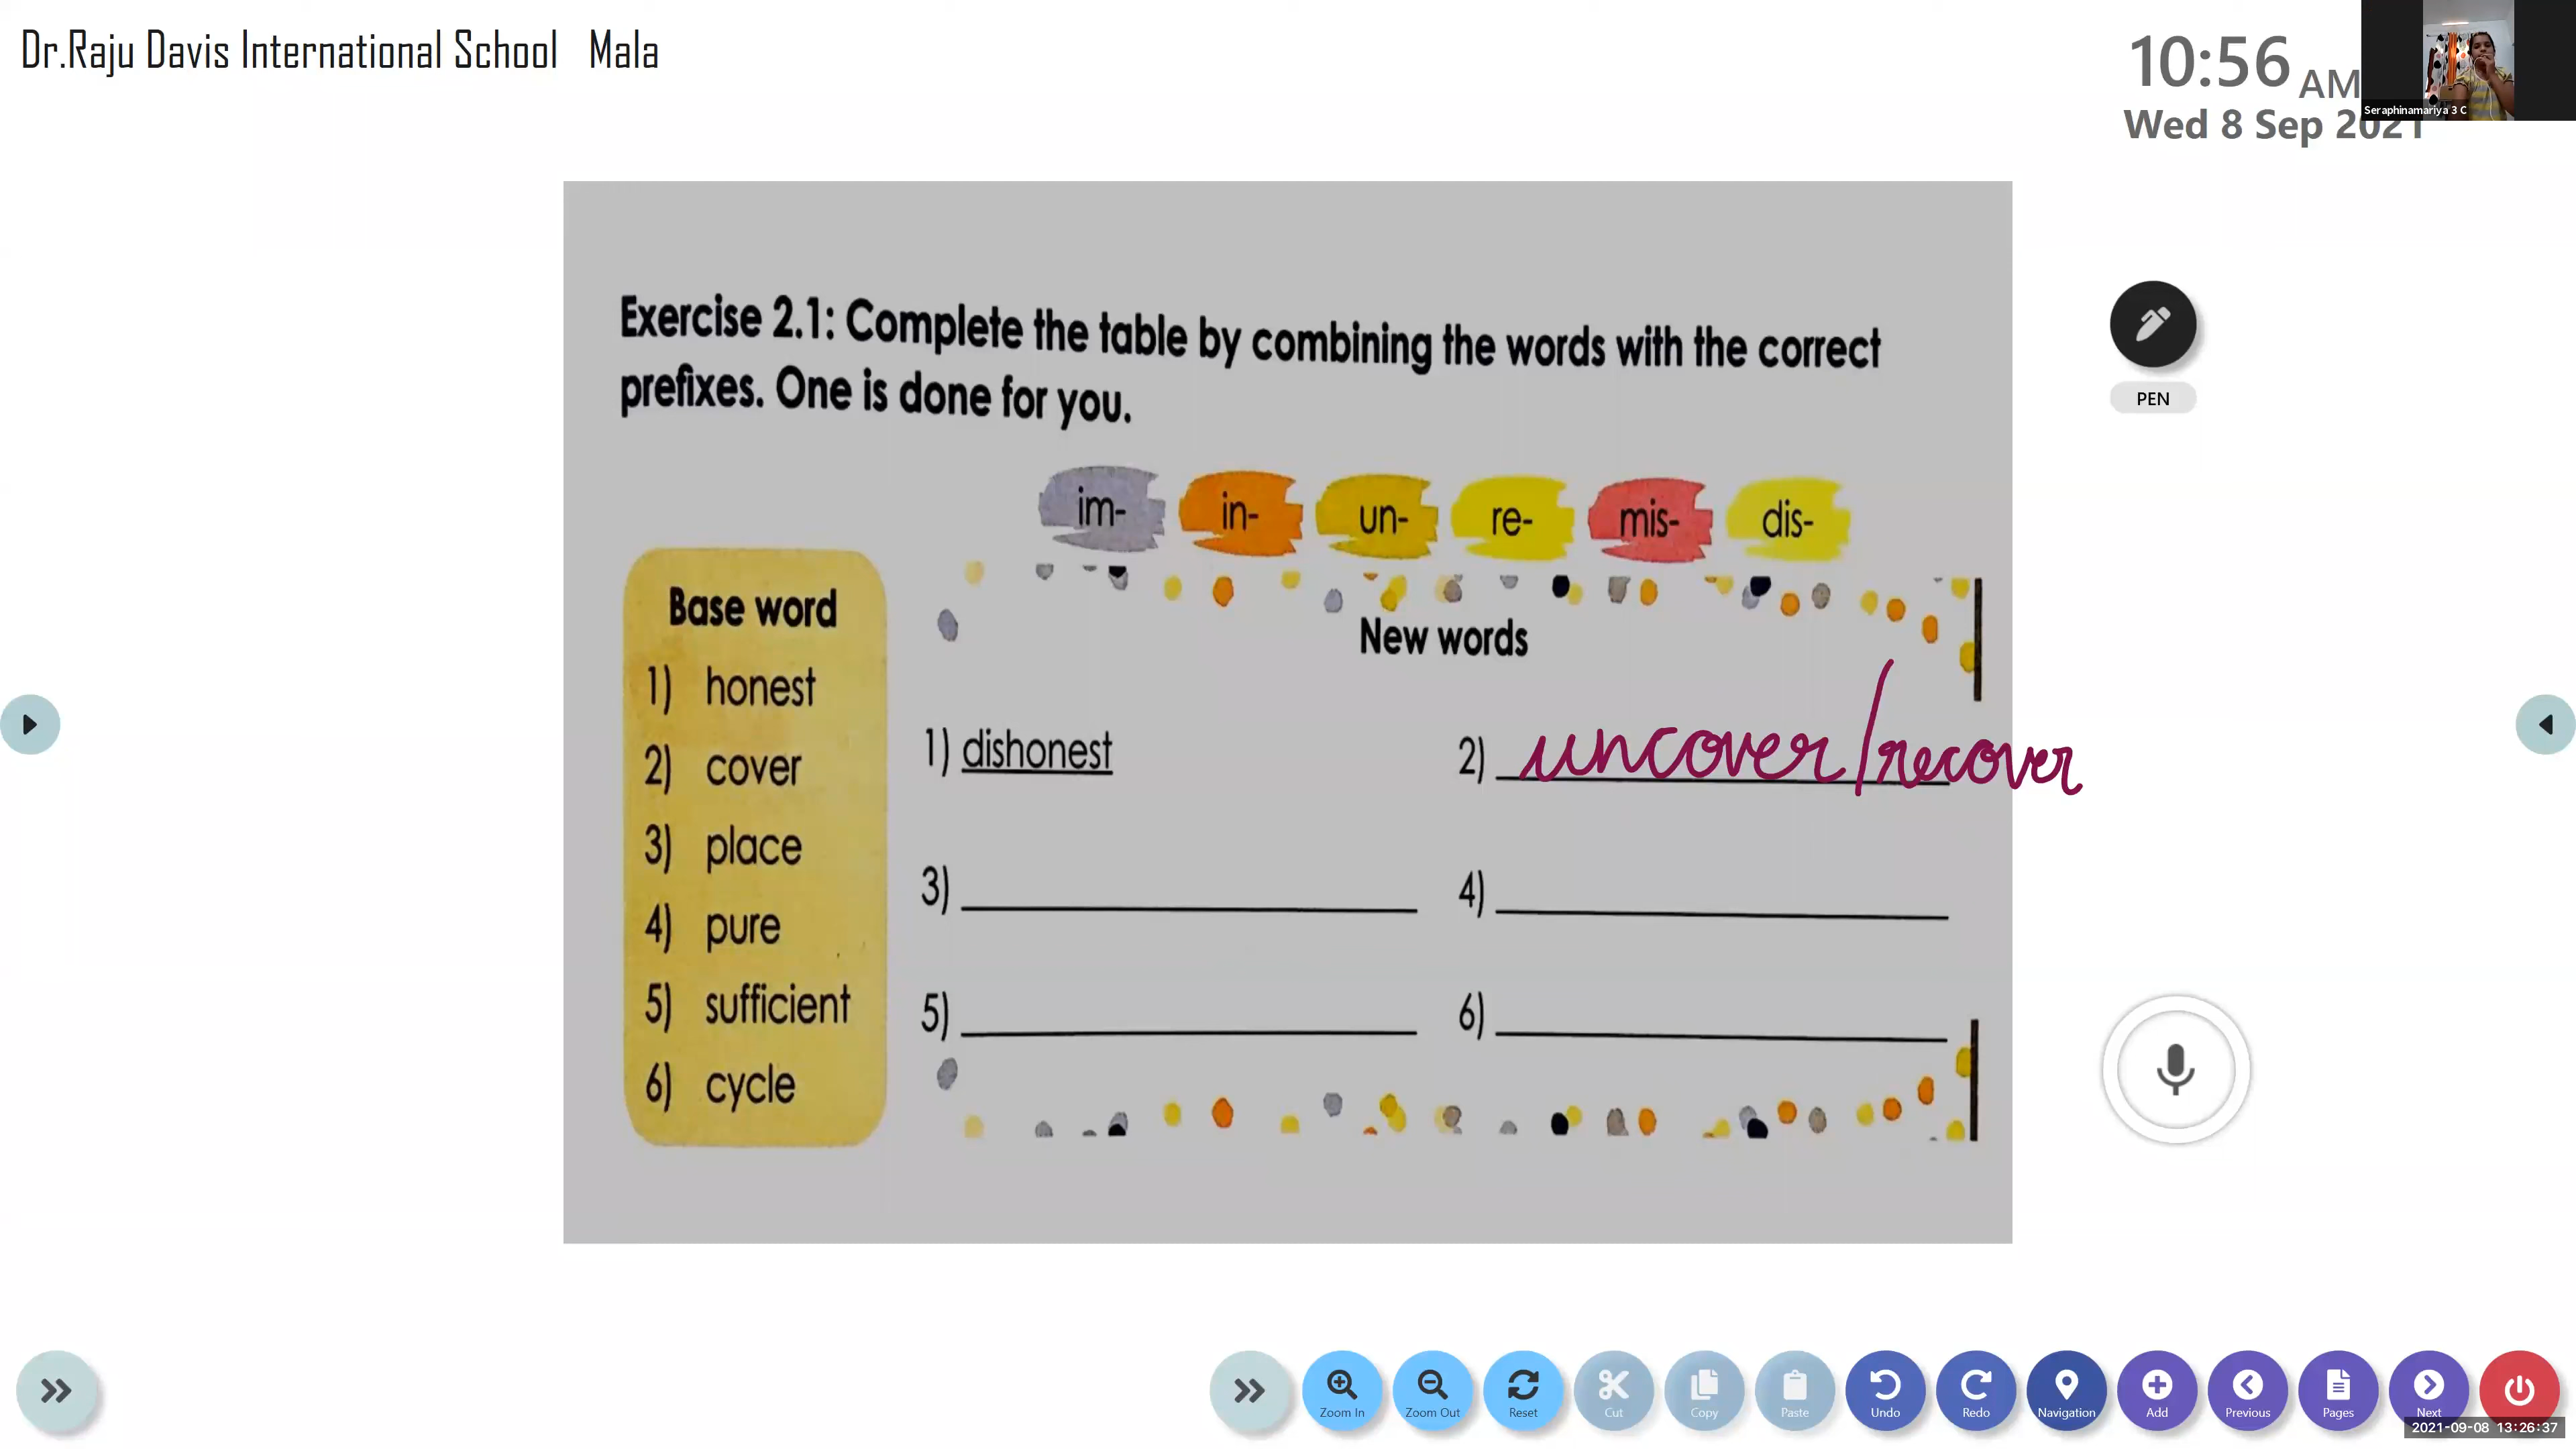 Dr.Raju Davis International School Mala
10:56 AM
Seraphinamariya 3 C
Wed 8 Sep 2021
Exercise 2.1: Complete the table by combining the words with the correct
prefixes. One is done for you.
PEN
im- in- un- re- mis- dis-
Base word
1) honest
2) cover
3) place
4) pure
5) sufficient
6) cycle
New words
1) dishonest
2) uncover/recover
3)
4)
5)
6)
Zoom In Zoom Out Reset Cut Copy Paste Undo Redo Navigation Add Previous Pages Next
2021-09-08 13:26:37